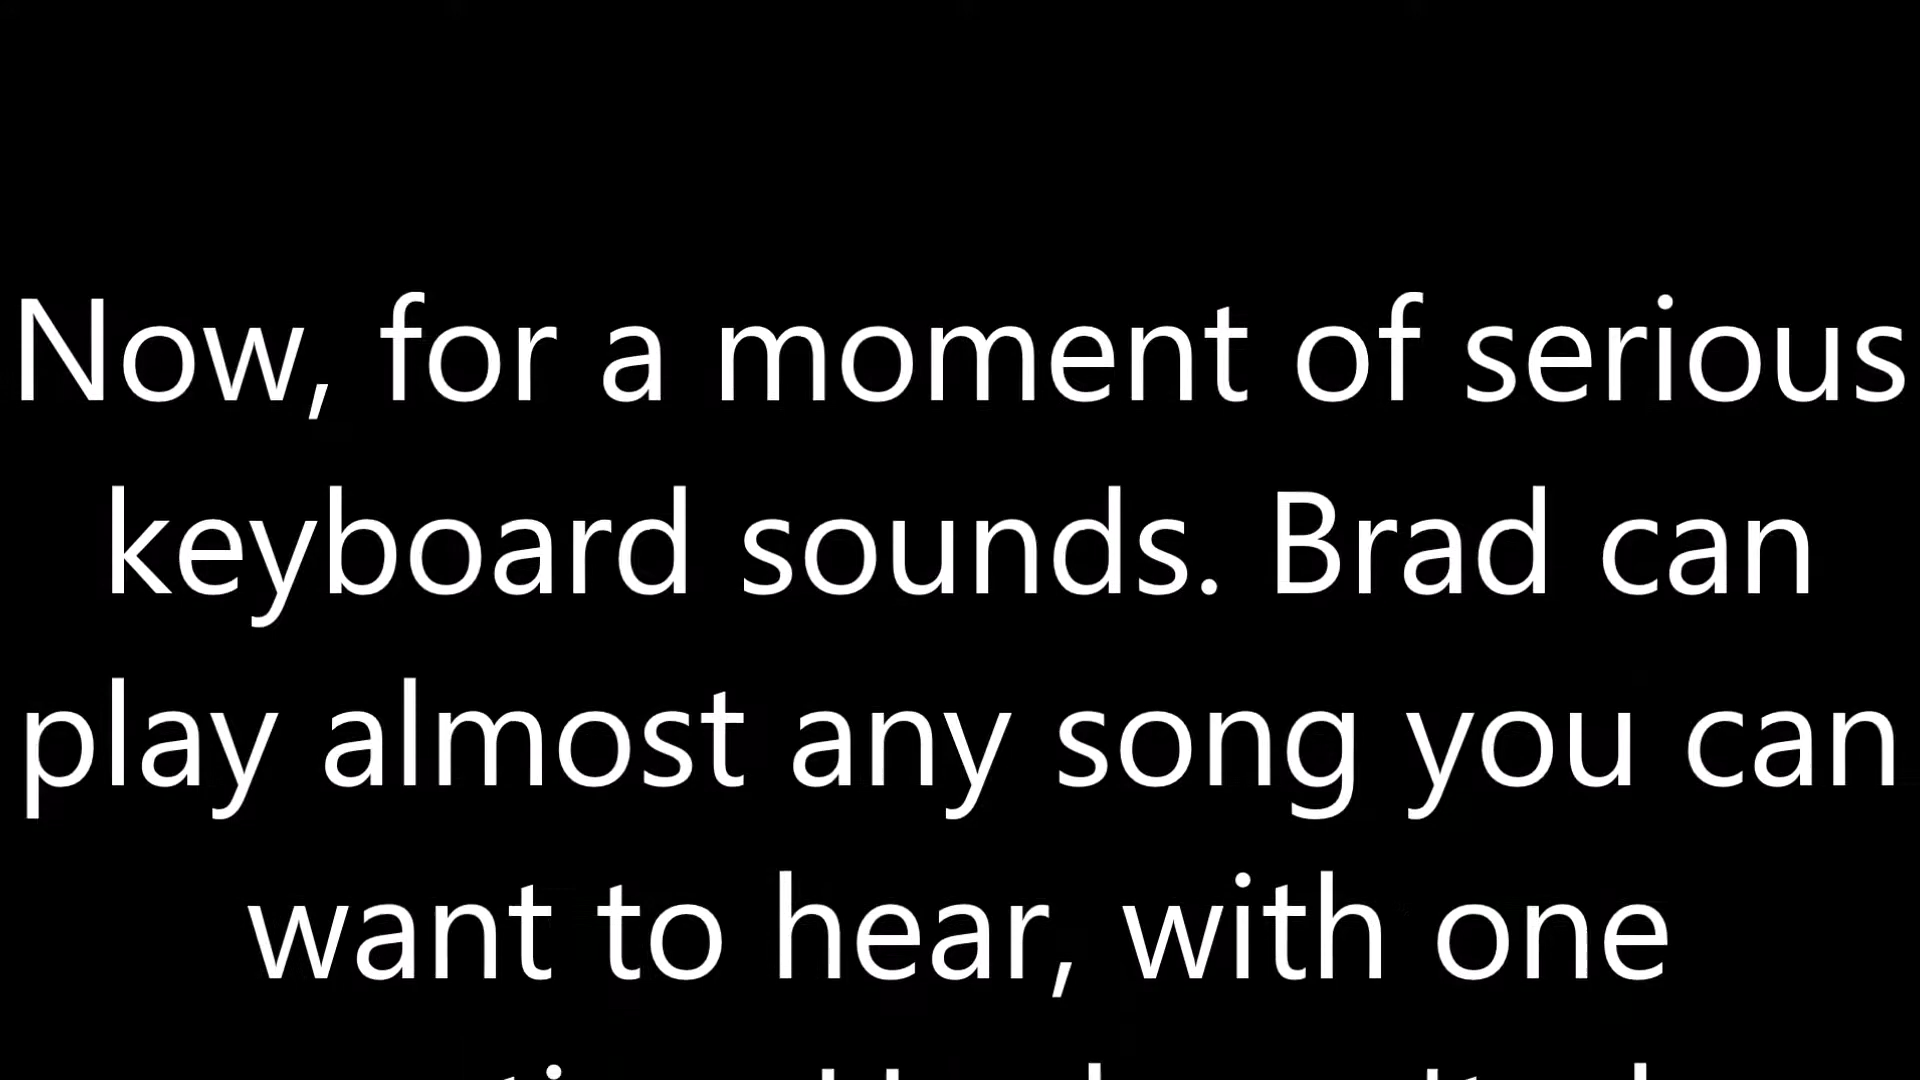 Now, for a moment of serious
keyboard sounds. Brad can
play almost any song you can
want to hear, with one